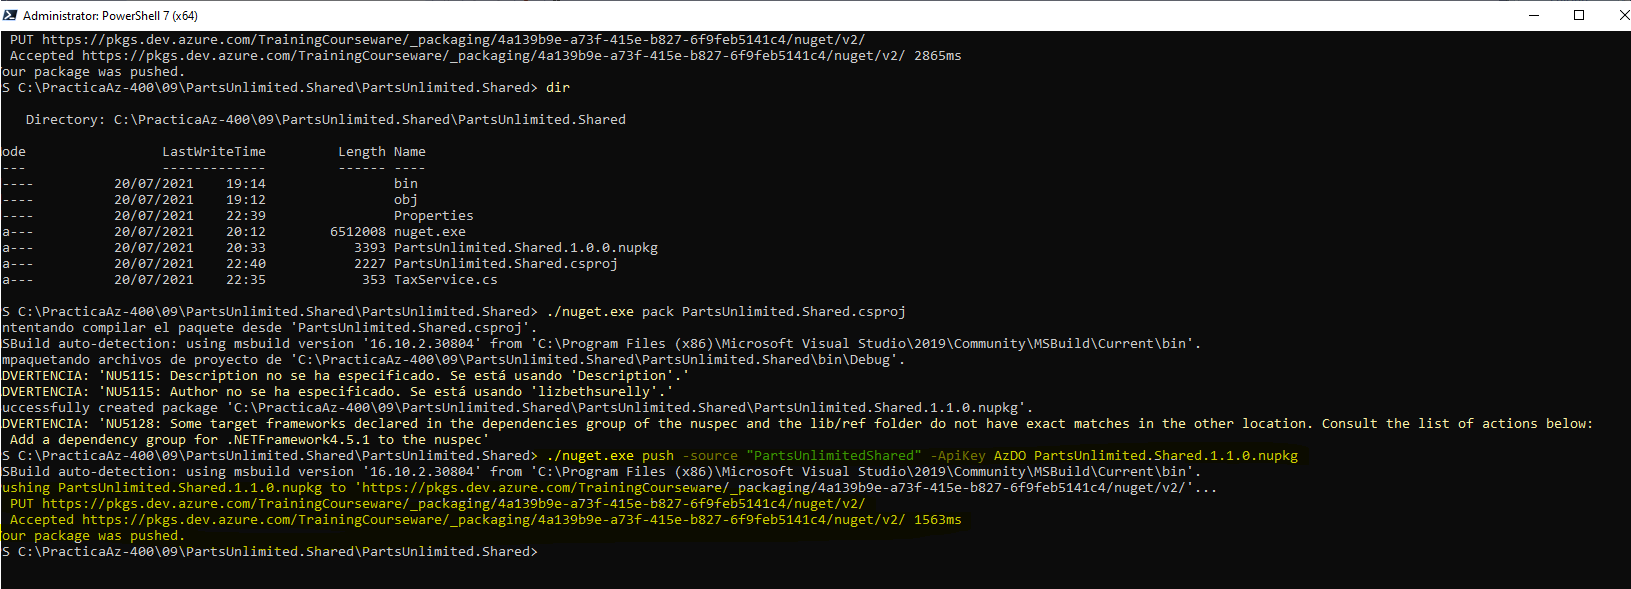 Administrator: PowerShell 7 (x64)
PUT https://pkgs.dev.azure.com/TrainingCourseware/_packaging/4a139b9e-a73f-415e-b827-6f9feb5141c4/nuget/v2/
Accepted https://pkgs.dev.azure.com/TrainingCourseware/_packaging/4a139b9e-a73f-415e-b827-6f9feb5141c4/nuget/v2/ 2865ms
our package was pushed.
S C:\PracticaAz-400\09\PartsUnlimited.Shared\PartsUnlimited.Shared> dir
Directory: C:\PracticaAz-400\09\PartsUnlimited.Shared\PartsUnlimited.Shared
ode LastWriteTime Length Name
--- ------------- ------ ----
---- 20/07/2021 19:14 bin
---- 20/07/2021 19:12 obj
---- 20/07/2021 22:39 Properties
a--- 20/07/2021 20:12 6512008 nuget.exe
a--- 20/07/2021 20:33 3393 PartsUnlimited.Shared.1.0.0.nupkg
a--- 20/07/2021 22:40 2227 PartsUnlimited.Shared.csproj
a--- 20/07/2021 22:35 353 TaxService.cs
S C:\PracticaAz-400\09\PartsUnlimited.Shared\PartsUnlimited.Shared> ./nuget.exe pack PartsUnlimited.Shared.csproj
ntentando compilar el paquete desde 'PartsUnlimited.Shared.csproj'.
SBuild auto-detection: using msbuild version '16.10.2.30804' from 'C:\Program Files (x86)\Microsoft Visual Studio\2019\Community\MSBuild\Current\bin'.
mpaquetando archivos de proyecto de 'C:\PracticaAz-400\09\PartsUnlimited.Shared\PartsUnlimited.Shared\bin\Debug'.
DVERTENCIA: 'NU5115: Description no se ha especificado. Se está usando 'Description'.'
DVERTENCIA: 'NU5115: Author no se ha especificado. Se está usando 'lizbethsurelly'.'
uccessfully created package 'C:\PracticaAz-400\09\PartsUnlimited.Shared\PartsUnlimited.Shared\PartsUnlimited.Shared.1.1.0.nupkg'.
DVERTENCIA: 'NU5128: Some target frameworks declared in the dependencies group of the nuspec and the lib/ref folder do not have exact matches in the other location. Consult the list of actions below:
Add a dependency group for .NETFramework4.5.1 to the nuspec'
S C:\PracticaAz-400\09\PartsUnlimited.Shared\PartsUnlimited.Shared> ./nuget.exe push -source "PartsUnlimitedShared" -ApiKey AzDO PartsUnlimited.Shared.1.1.0.nupkg
SBuild auto-detection: using msbuild version '16.10.2.30804' from 'C:\Program Files (x86)\Microsoft Visual Studio\2019\Community\MSBuild\Current\bin'.
ushing PartsUnlimited.Shared.1.1.0.nupkg to 'https://pkgs.dev.azure.com/TrainingCourseware/_packaging/4a139b9e-a73f-415e-b827-6f9feb5141c4/nuget/v2/'...
PUT https://pkgs.dev.azure.com/TrainingCourseware/_packaging/4a139b9e-a73f-415e-b827-6f9feb5141c4/nuget/v2/
Accepted https://pkgs.dev.azure.com/TrainingCourseware/_packaging/4a139b9e-a73f-415e-b827-6f9feb5141c4/nuget/v2/ 1563ms
our package was pushed.
S C:\PracticaAz-400\09\PartsUnlimited.Shared\PartsUnlimited.Shared>